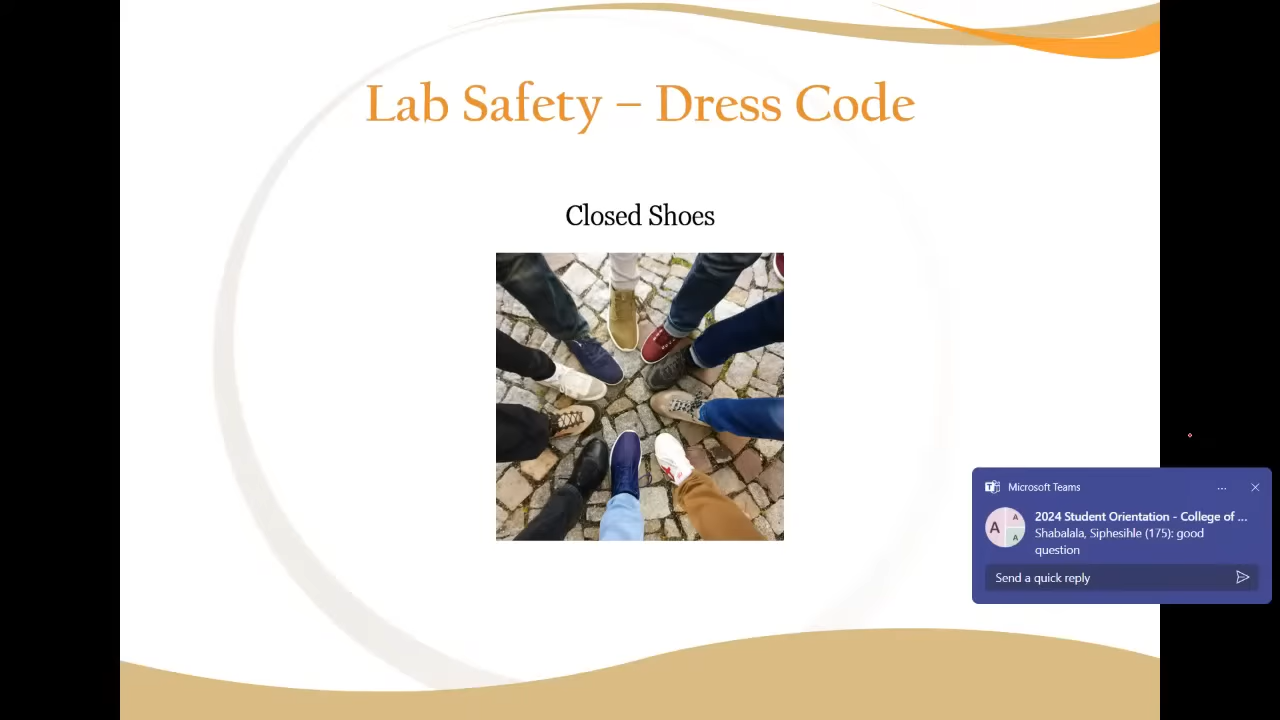 Lab Safety – Dress Code
Closed Shoes
Microsoft Teams
2024 Student Orientation - College of ...
Shabalala, Siphesihle (175): good
question
Send a quick reply